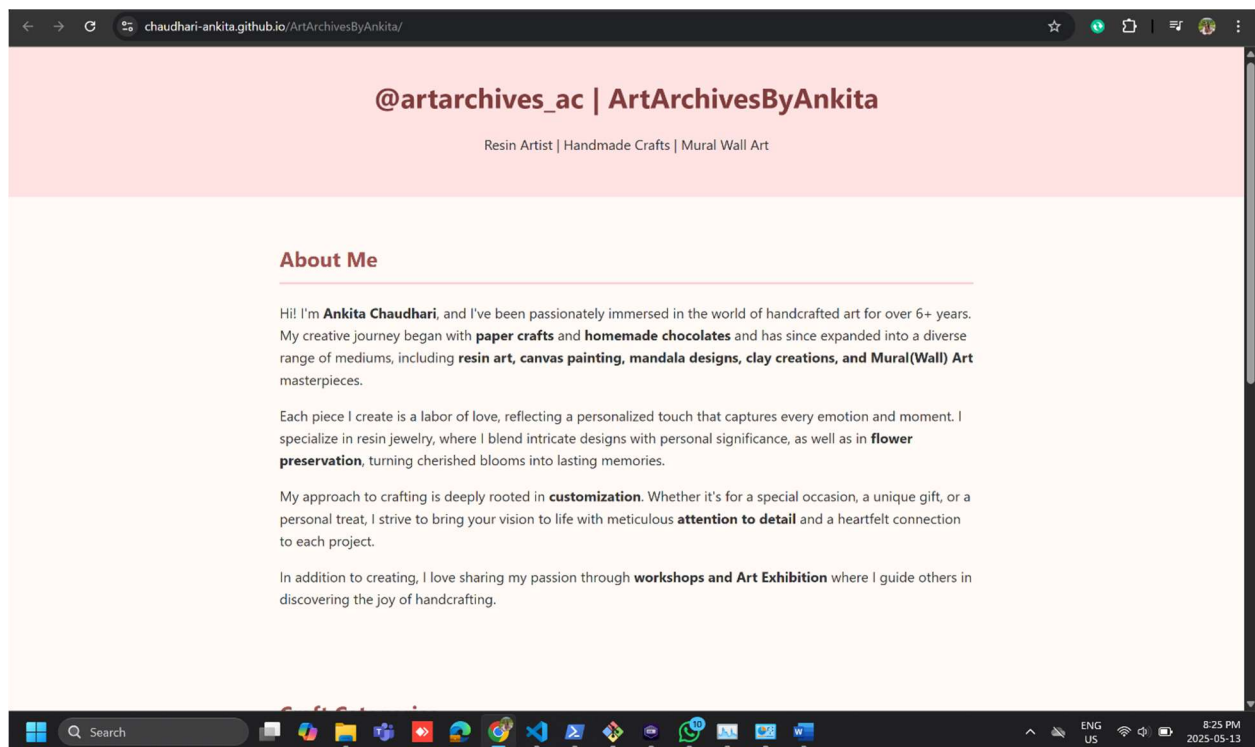 chaudhari-ankita.github.io/ArtArchivesByAnkita/
@artarchives_ac | ArtArchivesByAnkita
Resin Artist | Handmade Crafts | Mural Wall Art
About Me
Hi! I'm Ankita Chaudhari, and I've been passionately immersed in the world of handcrafted art for over 6+ years.
My creative journey began with paper crafts and homemade chocolates and has since expanded into a diverse
range of mediums, including resin art, canvas painting, mandala designs, clay creations, and Mural(Wall) Art
masterpieces.
Each piece I create is a labor of love, reflecting a personalized touch that captures every emotion and moment. I
specialize in resin jewelry, where I blend intricate designs with personal significance, as well as in flower
preservation, turning cherished blooms into lasting memories.
My approach to crafting is deeply rooted in customization. Whether it's for a special occasion, a unique gift, or a
personal treat, I strive to bring your vision to life with meticulous attention to detail and a heartfelt connection
to each project.
In addition to creating, I love sharing my passion through workshops and Art Exhibition where I guide others in
discovering the joy of handcrafting.
Search
10
W
ENG
US
8:25 PM
2025-05-13